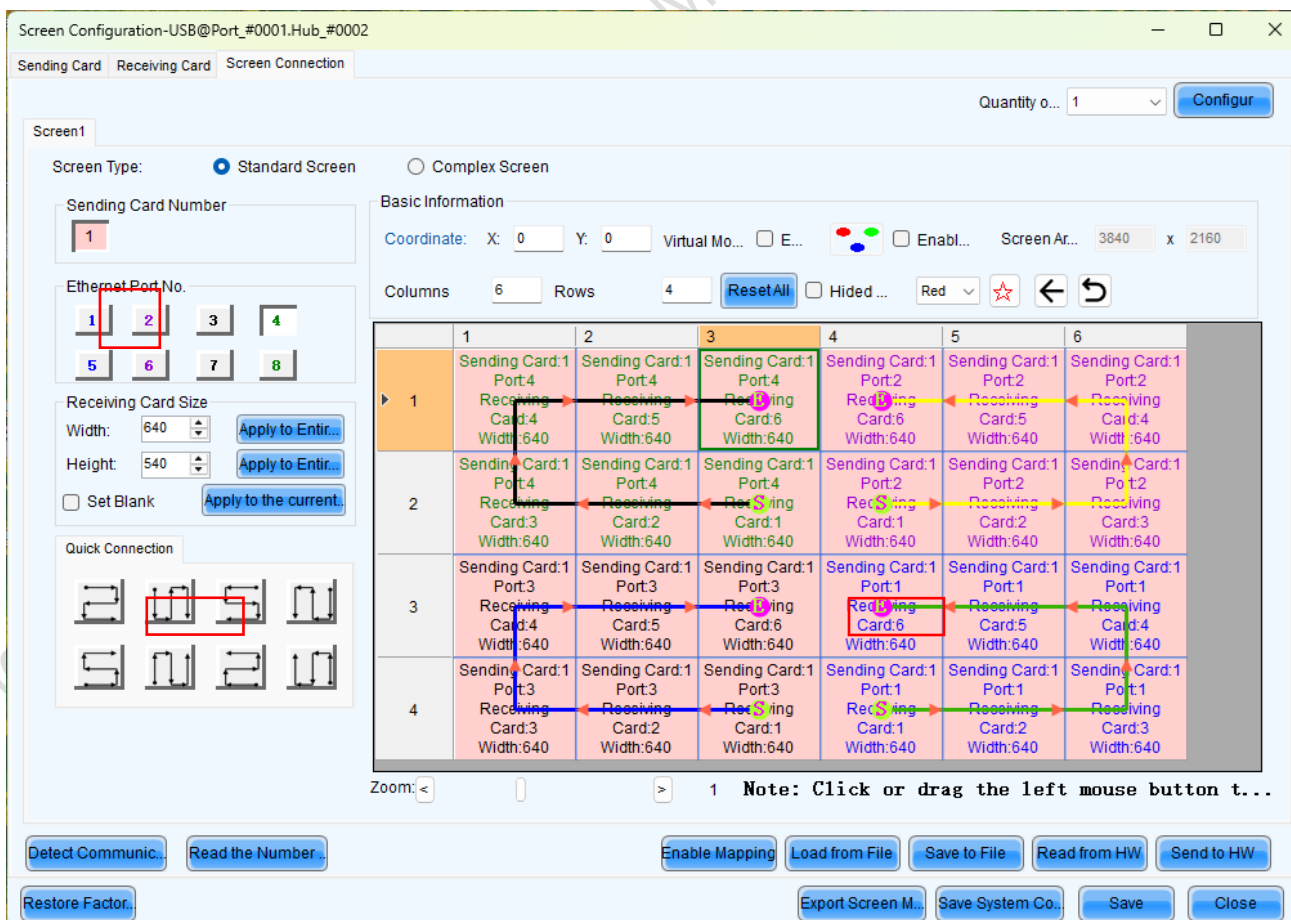 Screen Configuration-USB@Port_#0001.Hub_#0002
Sending Card Receiving Card Screen Connection
Quantity o... 1 Configur
Screen1
Screen Type: Standard Screen Complex Screen
Sending Card Number
1
Basic Information
Coordinate: X: 0 Y: 0 Virtual Mo... E... Enabl... Screen Ar... 3840 x 2160
Columns 6 Rows 4 Reset All Hided ... Red
Ethernet Port No.
1 2 3 4
5 6 7 8
Receiving Card Size
Width: 640 Apply to Entir...
Height: 540 Apply to Entir...
Set Blank Apply to the current.
Quick Connection
1 2 3 4 5 6
Sending Card:1 Sending Card:1 Sending Card:1 Sending Card:1 Sending Card:1 Sending Card:1
Port:4 Port:4 Port:4 Port:2 Port:2 Port:2
1 Receiving Receiving Receiving Receiving Receiving Receiving
Card:4 Card:5 Card:6 Card:6 Card:5 Card:4
Width:640 Width:640 Width:640 Width:640 Width:640 Width:640
Sending Card:1 Sending Card:1 Sending Card:1 Sending Card:1 Sending Card:1 Sending Card:1
Port:4 Port:4 Port:4 Port:2 Port:2 Port:2
2 Receiving Receiving Receiving Receiving Receiving Receiving
Card:3 Card:2 Card:1 Card:1 Card:2 Card:3
Width:640 Width:640 Width:640 Width:640 Width:640 Width:640
Sending Card:1 Sending Card:1 Sending Card:1 Sending Card:1 Sending Card:1 Sending Card:1
Port:3 Port:3 Port:3 Port:1 Port:1 Port:1
3 Receiving Receiving Receiving Receiving Receiving Receiving
Card:4 Card:5 Card:6 Card:6 Card:5 Card:4
Width:640 Width:640 Width:640 Width:640 Width:640 Width:640
Sending Card:1 Sending Card:1 Sending Card:1 Sending Card:1 Sending Card:1 Sending Card:1
Port:3 Port:3 Port:3 Port:1 Port:1 Port:1
4 Receiving Receiving Receiving Receiving Receiving Receiving
Card:3 Card:2 Card:1 Card:1 Card:2 Card:3
Width:640 Width:640 Width:640 Width:640 Width:640 Width:640
Zoom: < > 1 Note: Click or drag the left mouse button t...
Detect Communic... Read the Number .. Enable Mapping Load from File Save to File Read from HW Send to HW
Restore Factor... Export Screen M... Save System Co... Save Close